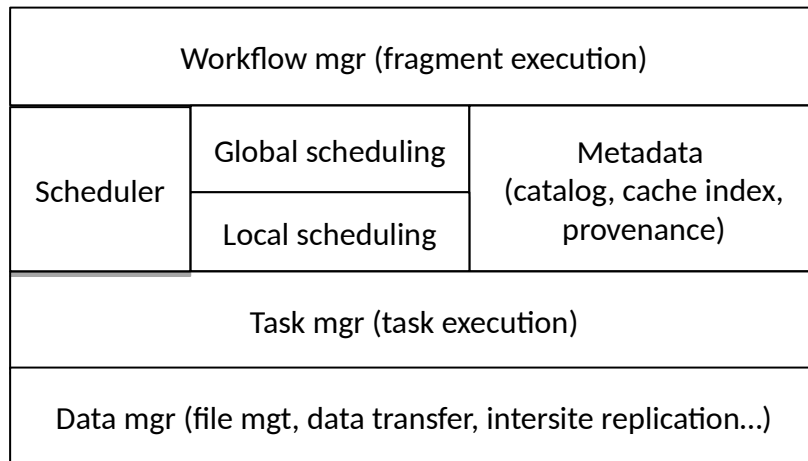 Workflow mgr (fragment execution)
Scheduler
Global scheduling
Local scheduling
Metadata
(catalog, cache index,
provenance)
Task mgr (task execution)
Data mgr (file mgt, data transfer, intersite replication...)